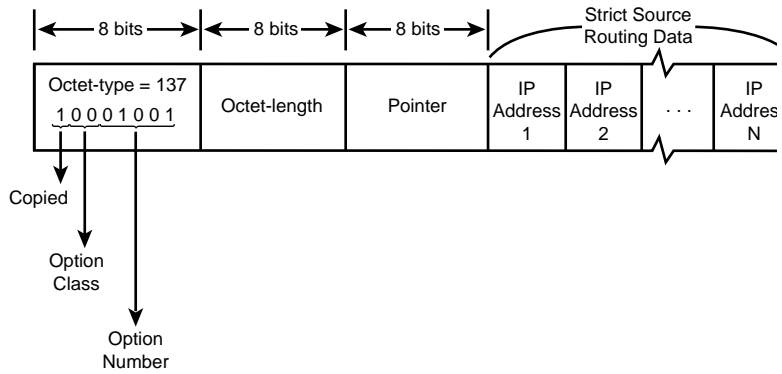 8 bits
8 bits
8 bits
Strict Source
Routing Data
Octet-type = 137
1 0 0 0 1 0 0 1
Octet-length
Pointer
IP
Address
1
IP
Address
2
. . .
IP
Addres
N
Copied
Option
Class
Option
Number